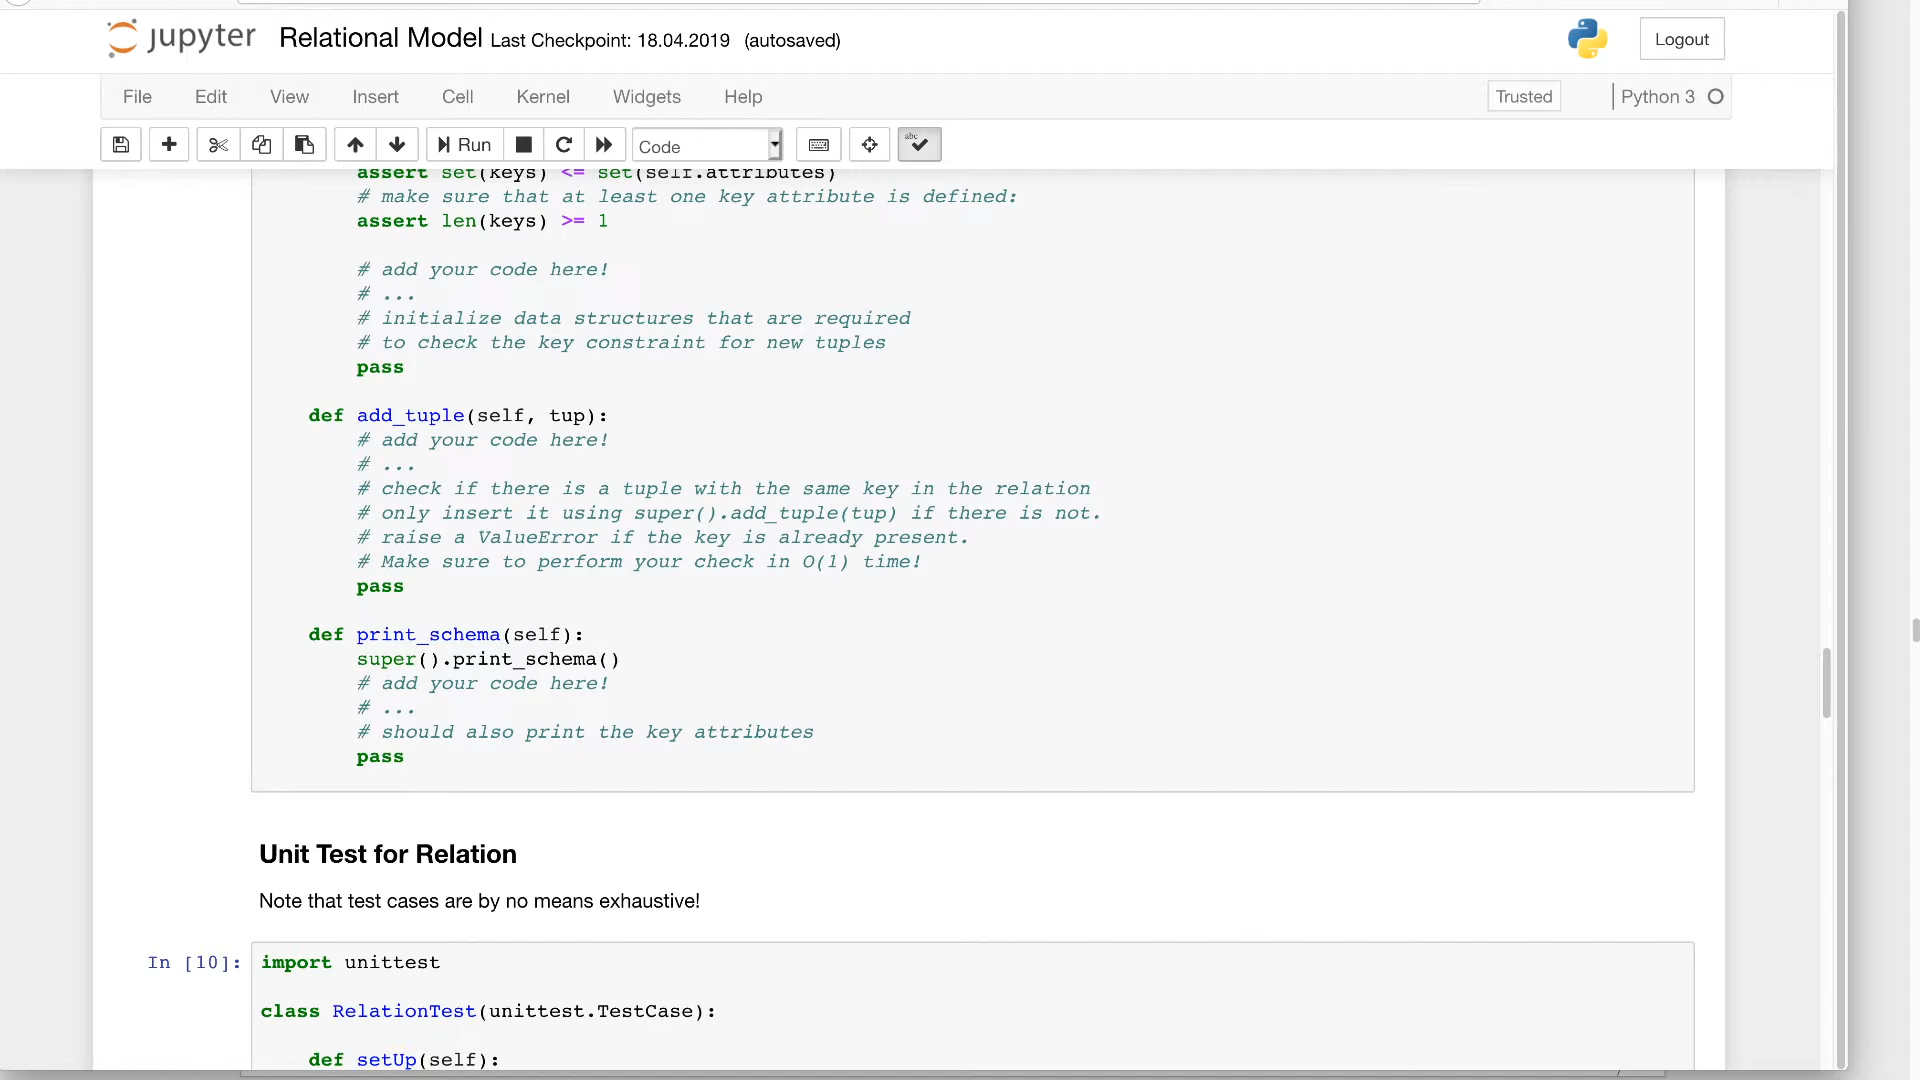 jupyter Relational Model Last Checkpoint: 18.04.2019 (autosaved)
Logout
File Edit View Insert Cell Kernel Widgets Help
Trusted
Python 3
Run
Code
abc
assert set(keys) <= set(self.attributes)
# make sure that at least one key attribute is defined:
assert len(keys) >= 1
# add your code here!
# ...
# initialize data structures that are required
# to check the key constraint for new tuples
pass
def add_tuple(self, tup):
# add your code here!
# ...
# check if there is a tuple with the same key in the relation
# only insert it using super().add_tuple(tup) if there is not.
# raise a ValueError if the key is already present.
# Make sure to perform your check in O(1) time!
pass
def print_schema(self):
super().print_schema()
# add your code here!
# ...
# should also print the key attributes
pass
Unit Test for Relation
Note that test cases are by no means exhaustive!
In [10]:
import unittest
class RelationTest(unittest.TestCase):
def setUp(self):